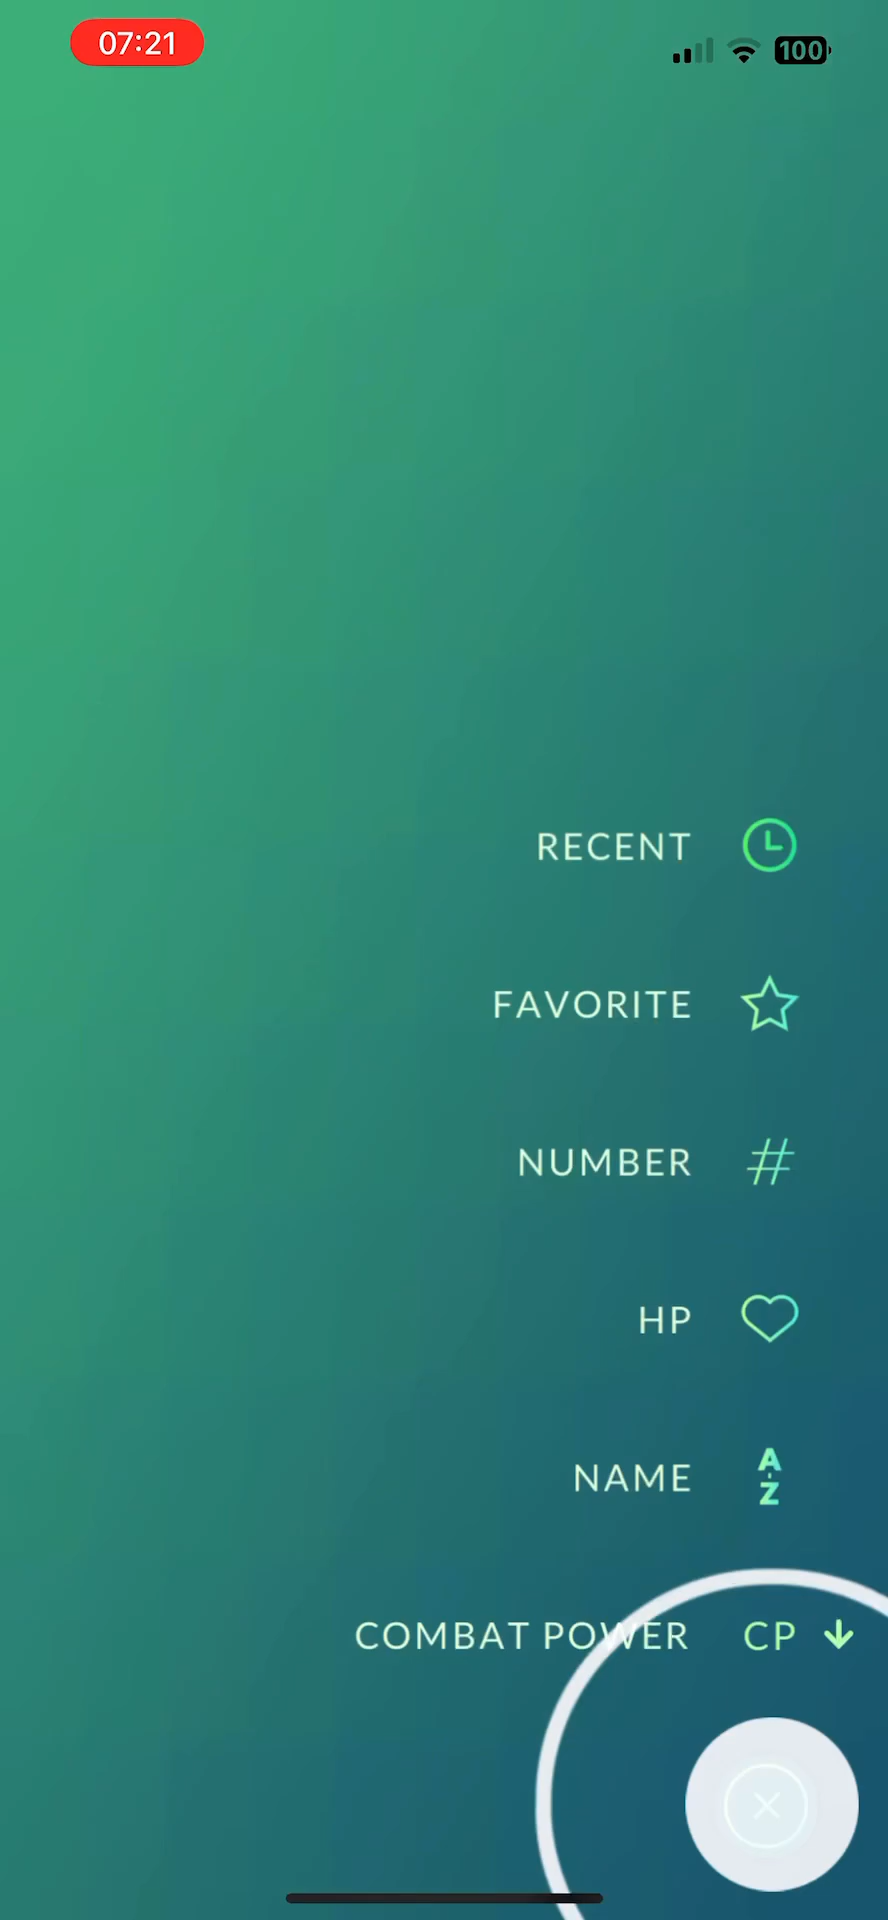 07:21
100
RECENT
FAVORITE
NUMBER
#
HP
NAME
A-Z
COMBAT POWER CP